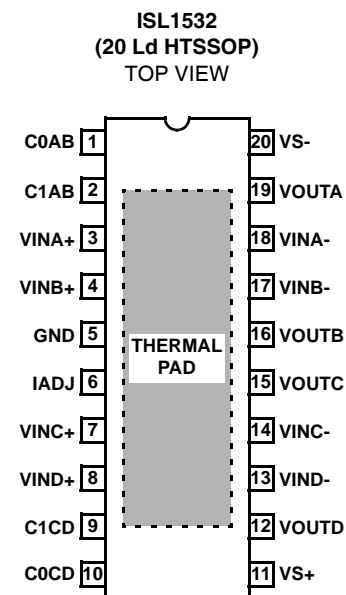 ISL1532
(20 Ld HTSSOP)
TOP VIEW
C0AB 1
20 VS-
C1AB 2
19 VOUTA
VINA+ 3
18 VINA-
VINB+ 4
17 VINB-
GND 5
16 VOUTB
THERMAL
PAD
IADJ 6
15 VOUTC
VINC+ 7
14 VINC-
VIND+ 8
13 VIND-
C1CD 9
12 VOUTD
C0CD 10
11 VS+